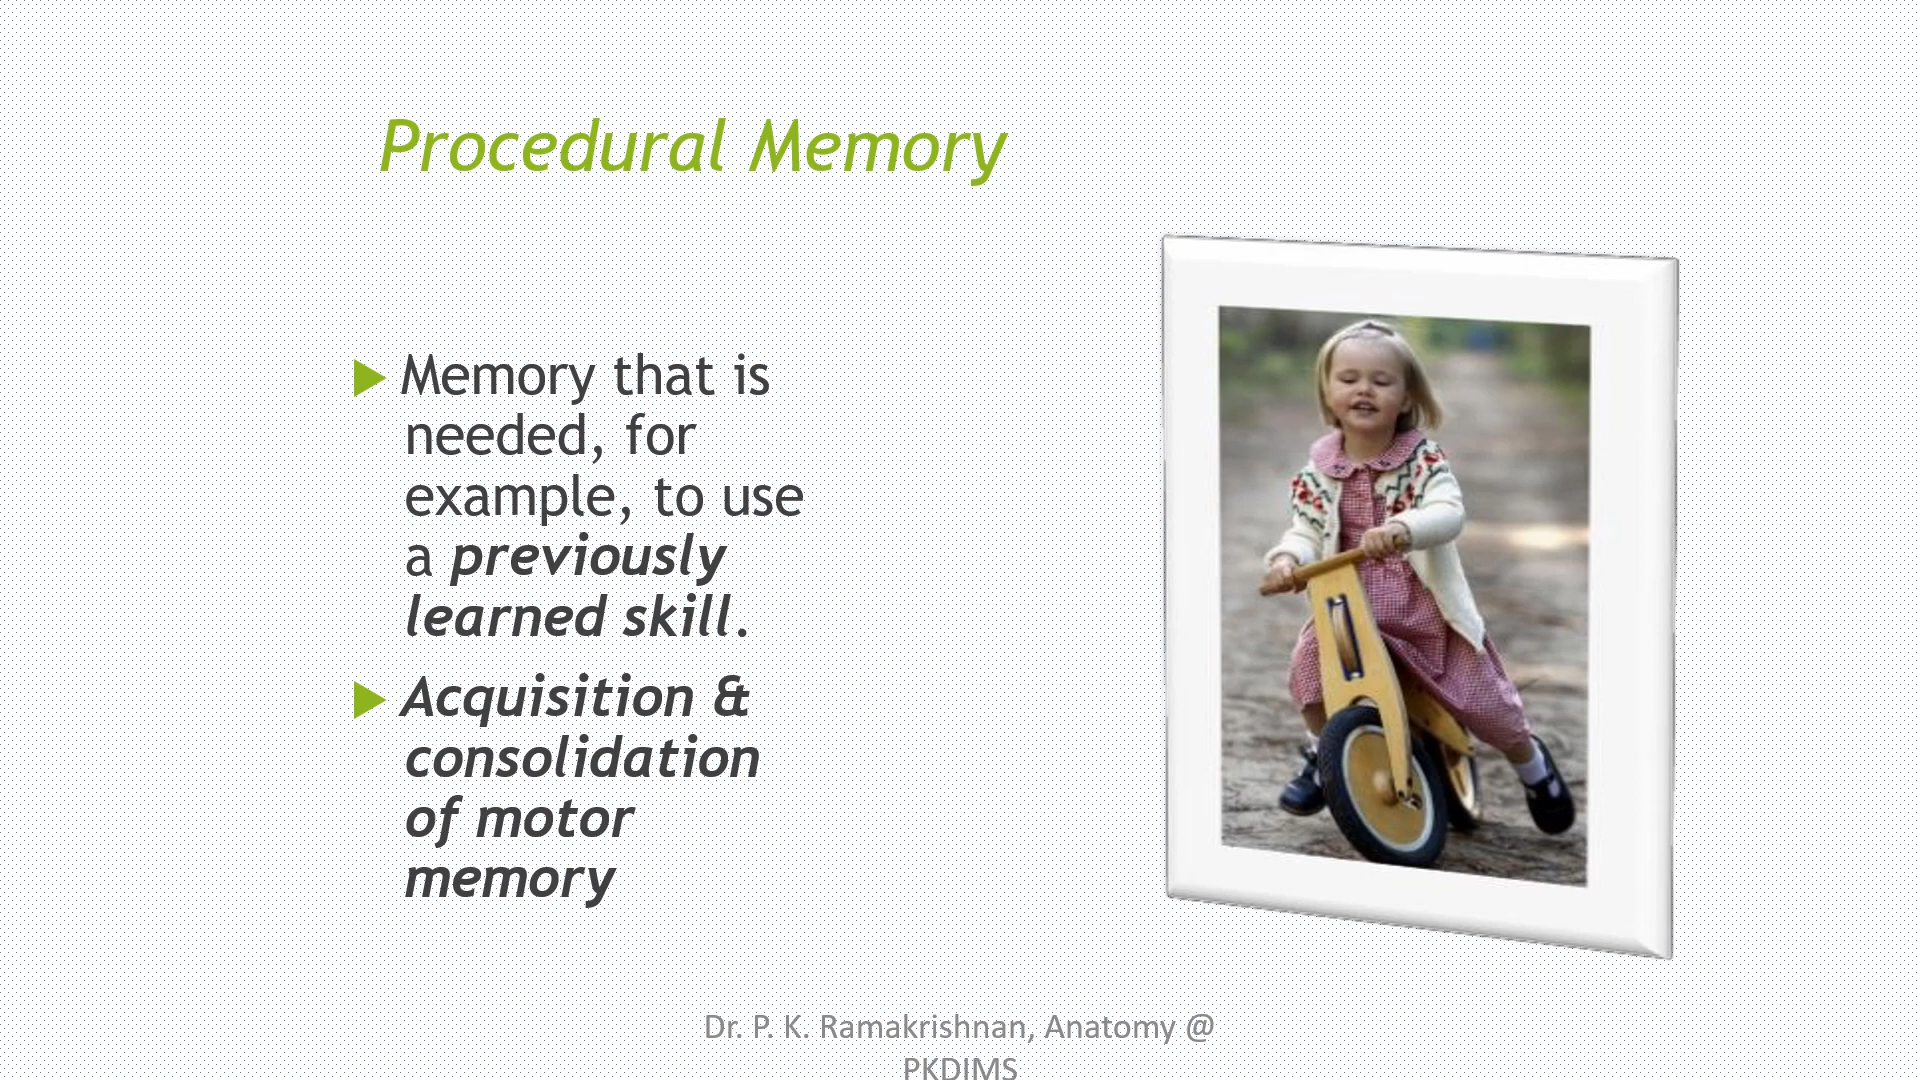 Procedural Memory
Memory that is
needed, for
example, to use
a previously
learned skill.
Acquisition &
consolidation
of motor
memory
Dr. P. K. Ramakrishnan, Anatomy @
PKDIMS